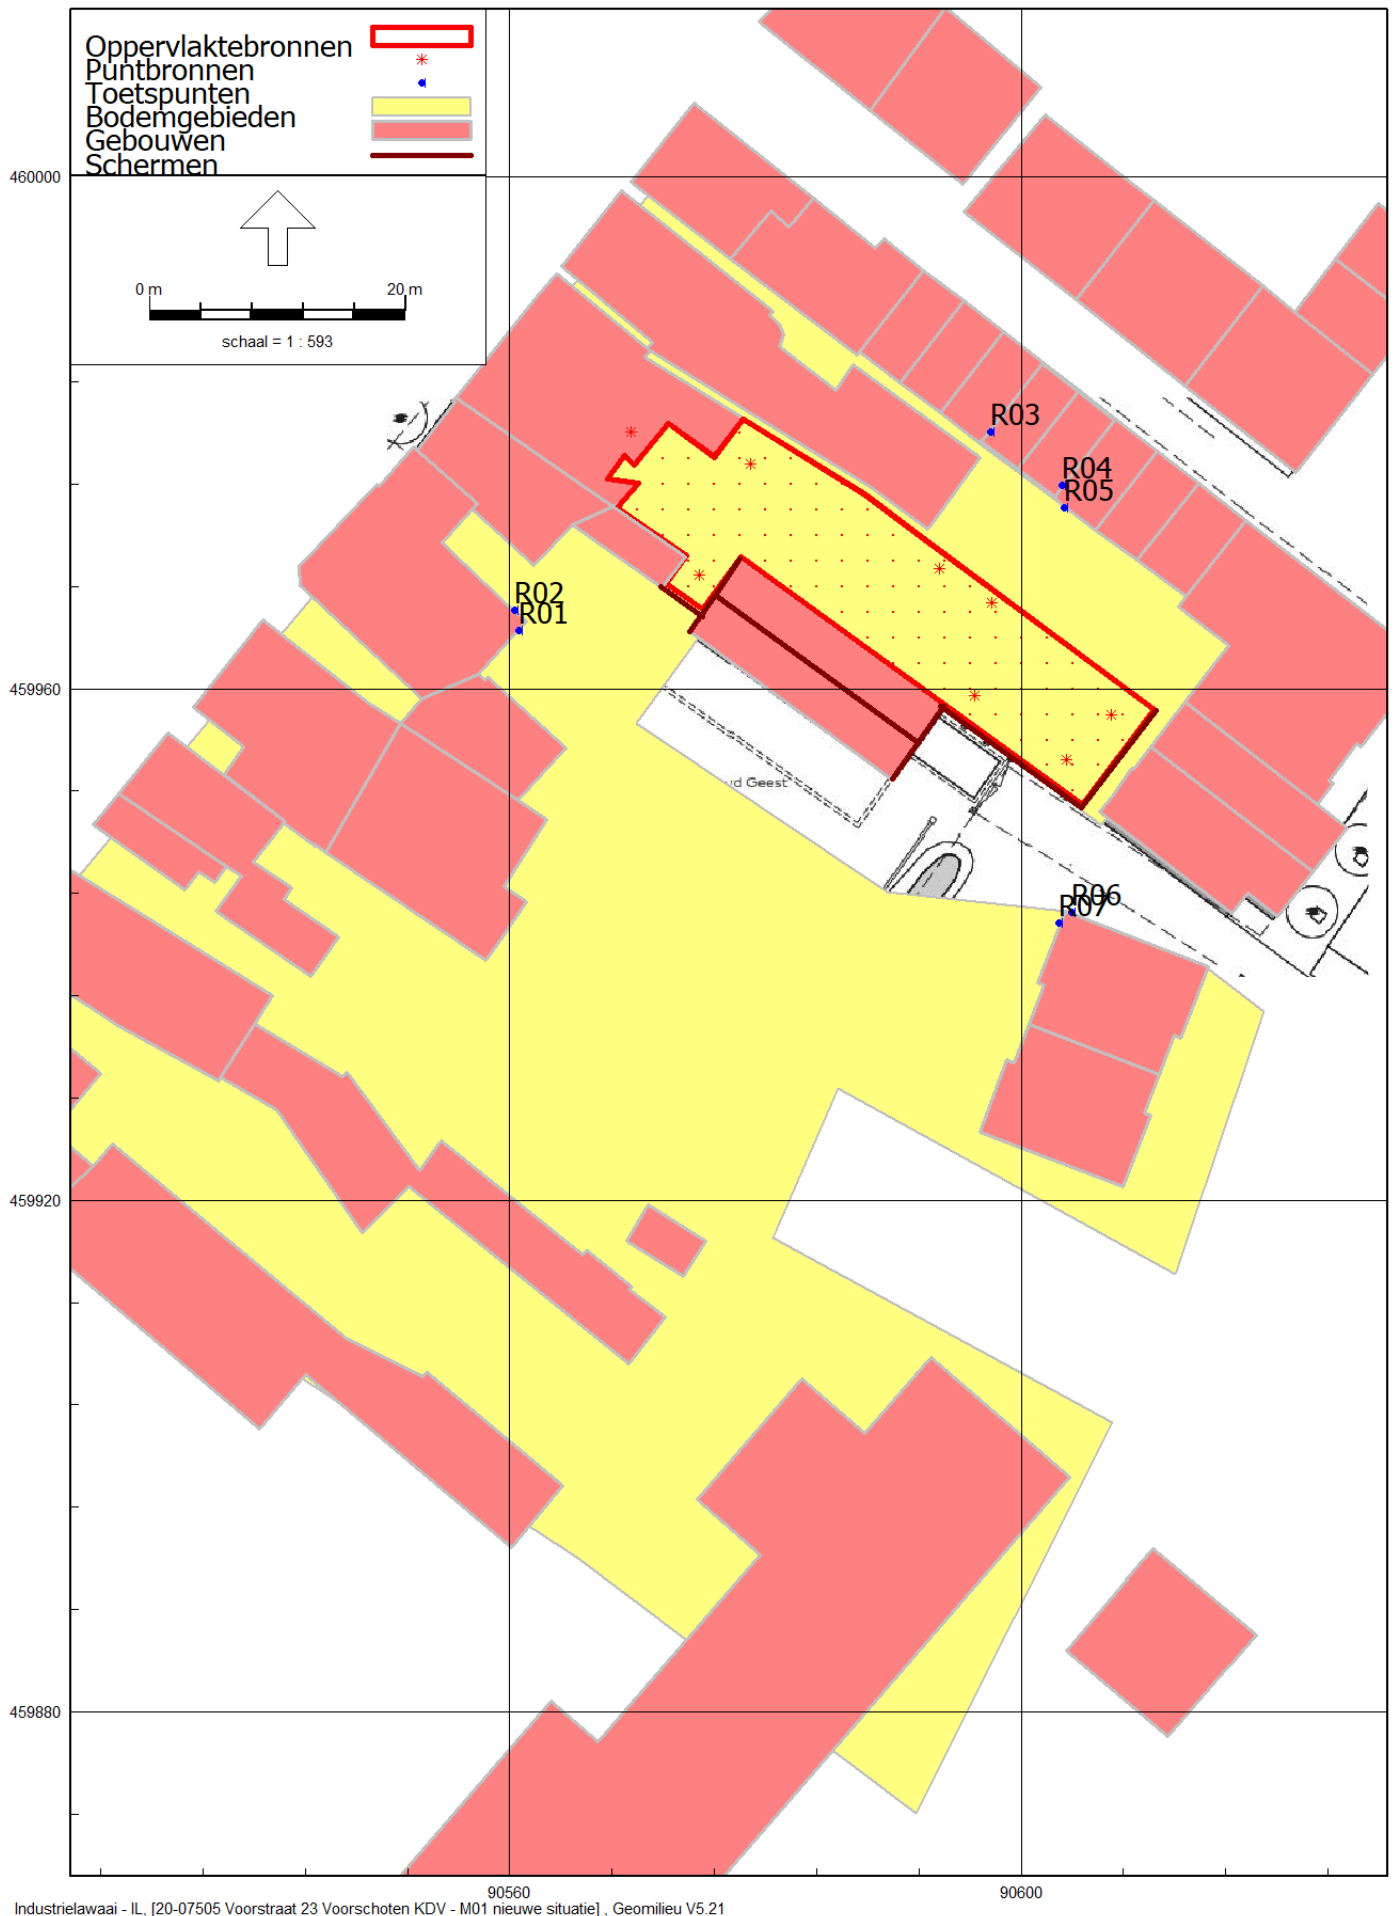 Oppervlaktebronnen
Puntbronnen
Toetspunten
Bodemgebieden
Gebouwen
Schermen
460000
0 m 20 m
schaal = 1 : 593
R03
R04
R05
R02
R01
459960
vd Geest
R06
R07
459920
459880
90560 90600
Industrielawaai - IL, [20-07505 Voorstraat 23 Voorschoten KDV - M01 nieuwe situatie] , Geomilieu V5.21